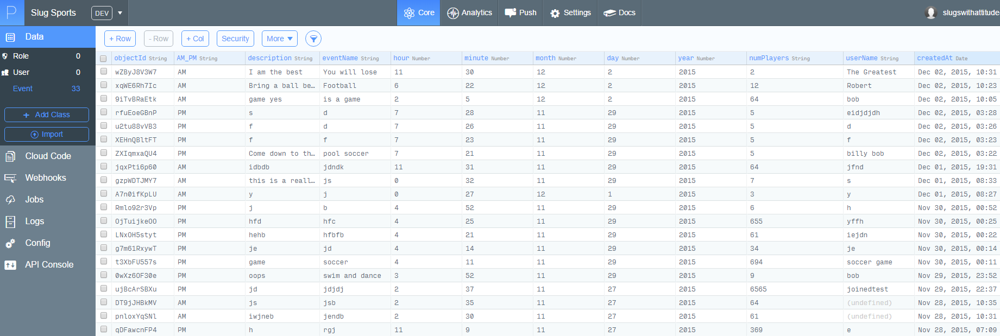 P Slug Sports DEV Core Analytics Push Settings Docs slugswithattitude
Data + Row - Row + Col Security More
Role 0
User 0
Event 33
+ Add Class
Import
Cloud Code
Webhooks
Jobs
Logs
Config
API Console
objectId String AM_PM String description String eventName String hour Number minute Number month Number day Number year Number numPlayers String userName String createdAt Date
wZByJ8V3W7 AM I am the best You will lose 11 30 12 2 2015 2 The Greatest Dec 02, 2015, 10:31
xqWE6Rh7Ic AM Bring a ball be… Football 6 22 12 2 2015 12 Robert Dec 02, 2015, 10:23
9iTvBRaEtk AM game yes is a game 2 5 12 2 2015 64 bob Dec 02, 2015, 10:05
rfuEoeGBnP PM s d 7 28 11 29 2015 5 eidjdjdh Dec 02, 2015, 03:28
u2tu88vVB3 PM f d 7 26 11 29 2015 5 d Dec 02, 2015, 03:26
XEHnQBltFT PM f f 7 23 11 29 2015 5 f Dec 02, 2015, 03:23
ZXIqmxaQU4 PM Come down to th… pool soccer 7 21 11 29 2015 5 billy bob Dec 02, 2015, 03:22
jqxPti6p60 AM idbdb jdndk 11 31 11 29 2015 64 jfnd Dec 01, 2015, 19:31
gzpWDTJMY7 AM this is a reall… js 0 32 11 29 2015 7 s Dec 01, 2015, 08:33
A7n0ifKpLU AM y j 0 27 12 1 2015 3 y Dec 01, 2015, 08:27
Rmlo92r3Vp PM j b 4 52 11 29 2015 6 h Nov 30, 2015, 00:52
OjTuijkeOO PM hfd hfc 4 25 11 29 2015 655 yffh Nov 30, 2015, 00:25
LNxOH5styt PM hehb hfbfb 4 21 11 29 2015 61 iejdn Nov 30, 2015, 00:22
g7m61RxywT PM je jd 4 14 11 29 2015 34 je Nov 30, 2015, 00:14
t3XbFU557s PM game soccer 4 11 11 29 2015 694 soccer game Nov 30, 2015, 00:11
0wXz6OF30e PM oops swim and dance 3 52 11 29 2015 9 bob Nov 29, 2015, 23:52
ujBcArSBXu PM jd jdjdj 2 37 11 27 2015 6565 joinedtest Nov 29, 2015, 22:37
DT9jJHBkMV AM js jsb 2 35 11 27 2015 64 (undefined) Nov 28, 2015, 10:35
pnloxYqSNl AM iwjneb jendb 2 30 11 27 2015 61 (undefined) Nov 28, 2015, 10:31
qDFawcnFP4 PM h rgj 11 9 11 27 2015 369 e Nov 28, 2015, 07:09